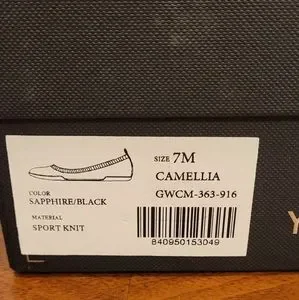 SIZE 7M
CAMELLIA
COLOR
SAPPHIRE/BLACK
GWCM-363-916
MATERIAL
SPORT KNIT
840950153049
Y